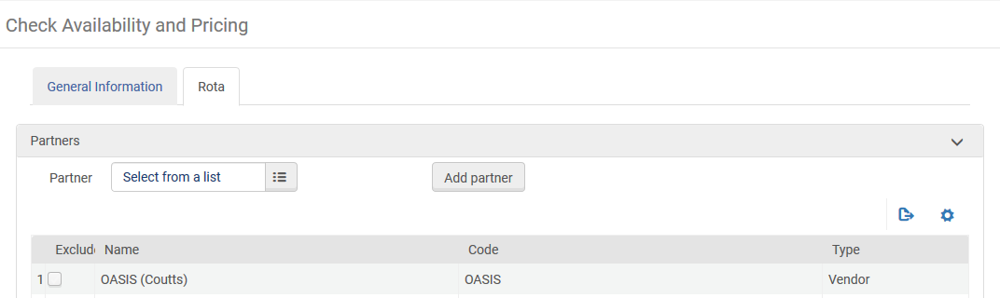 Check Availability and Pricing
General Information Rota
Partners
Partner Select from a list Add partner
Exclude Name Code Type
1 OASIS (Coutts) OASIS Vendor